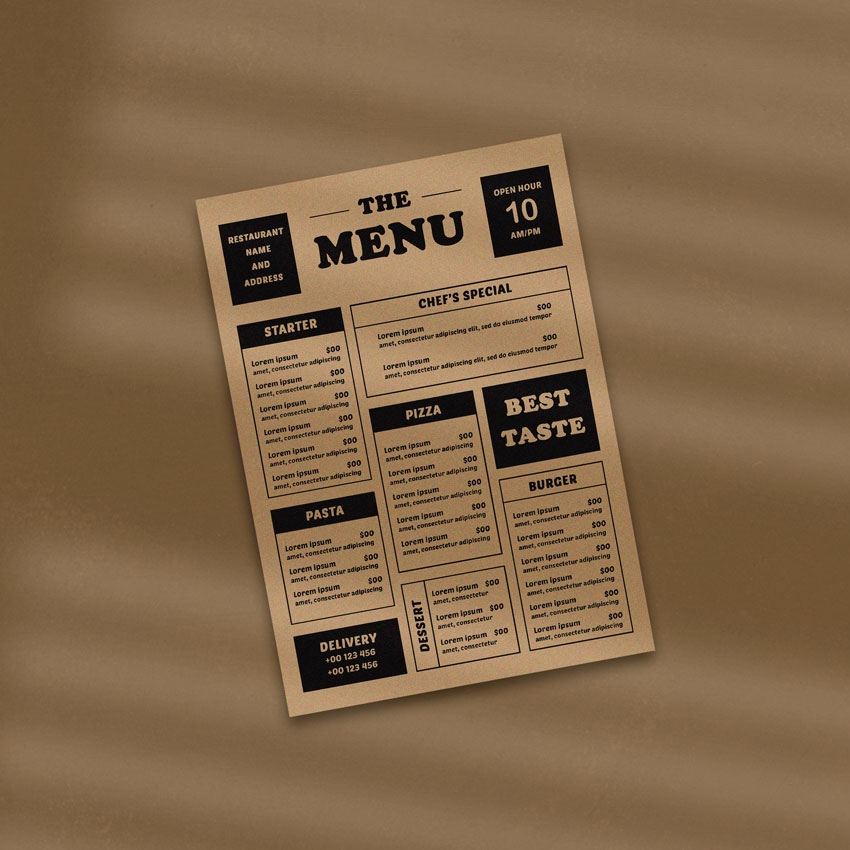 RESTAURANT
NAME
AND
ADDRESS
THE
MENU
OPEN HOUR
10
AM/PM
STARTER
Lorem ipsum $00
amet, consectetur adipiscing
Lorem ipsum $00
amet, consectetur adipiscing
Lorem ipsum $00
amet, consectetur adipiscing
Lorem ipsum $00
amet, consectetur adipiscing
Lorem ipsum $00
amet, consectetur adipiscing
Lorem ipsum $00
amet, consectetur adipiscing
CHEF'S SPECIAL
Lorem ipsum $00
amet, consectetur adipiscing elit, sed do eiusmod tempor
Lorem ipsum $00
amet, consectetur adipiscing elit, sed do eiusmod tempor
PIZZA
Lorem ipsum $00
amet, consectetur adipiscing
Lorem ipsum $00
amet, consectetur adipiscing
Lorem ipsum $00
amet, consectetur adipiscing
Lorem ipsum $00
amet, consectetur adipiscing
Lorem ipsum $00
amet, consectetur adipiscing
BEST
TASTE
PASTA
Lorem ipsum $00
amet, consectetur adipiscing
Lorem ipsum $00
amet, consectetur adipiscing
Lorem ipsum $00
amet, consectetur adipiscing
BURGER
Lorem ipsum $00
amet, consectetur adipiscing
Lorem ipsum $00
amet, consectetur adipiscing
Lorem ipsum $00
amet, consectetur adipiscing
Lorem ipsum $00
amet, consectetur adipiscing
Lorem ipsum $00
amet, consectetur adipiscing
Lorem ipsum $00
amet, consectetur adipiscing
DELIVERY
+00 123 456
+00 123 456
DESSERT
Lorem ipsum $00
amet, consectetur
Lorem ipsum $00
amet, consectetur
Lorem ipsum $00
amet, consectetur